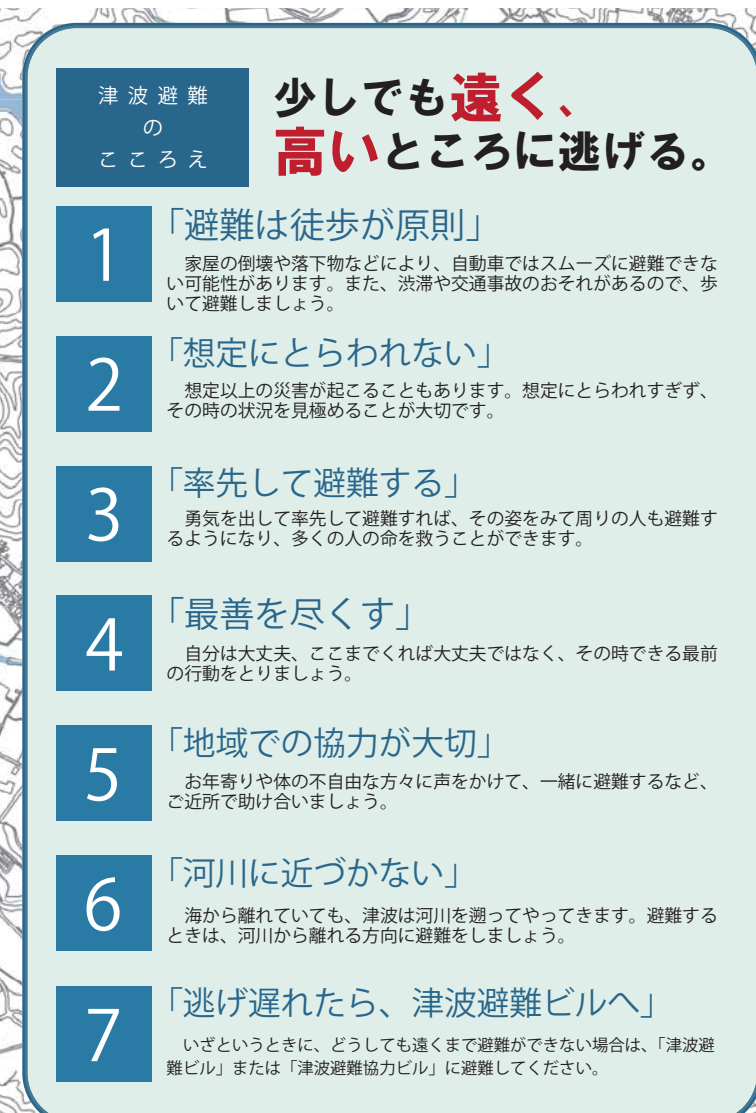 津波避難
の
こころえ
少しでも遠く、
高いところに逃げる。
1
「避難は徒歩が原則」
家屋の倒壊や落下物などにより、自動車ではスムーズに避難できな
い可能性があります。また、渋滞や交通事故のおそれがあるので、歩
いて避難しましょう。
2
「想定にとらわれない」
想定以上の災害が起こることもあります。想定にとらわれすぎず、
その時の状況を見極めることが大切です。
3
「率先して避難する」
勇気を出して率先して避難すれば、その姿をみて周りの人も避難す
るようになり、多くの人の命を救うことができます。
4
「最善を尽くす」
自分は大丈夫、ここまでくれば大丈夫ではなく、その時できる最前
の行動をとりましょう。
5
「地域での協力が大切」
お年寄りや体の不自由な方々に声をかけて、一緒に避難するなど、
ご近所で助け合いましょう。
6
「河川に近づかない」
海から離れていても、津波は河川を遡ってやってきます。避難する
ときは、河川から離れる方向に避難をしましょう。
7
「逃げ遅れたら、津波避難ビルへ」
いざというときに、どうしても遠くまで避難ができない場合は、「津波避
難ビル」または「津波避難協力ビル」に避難してください。